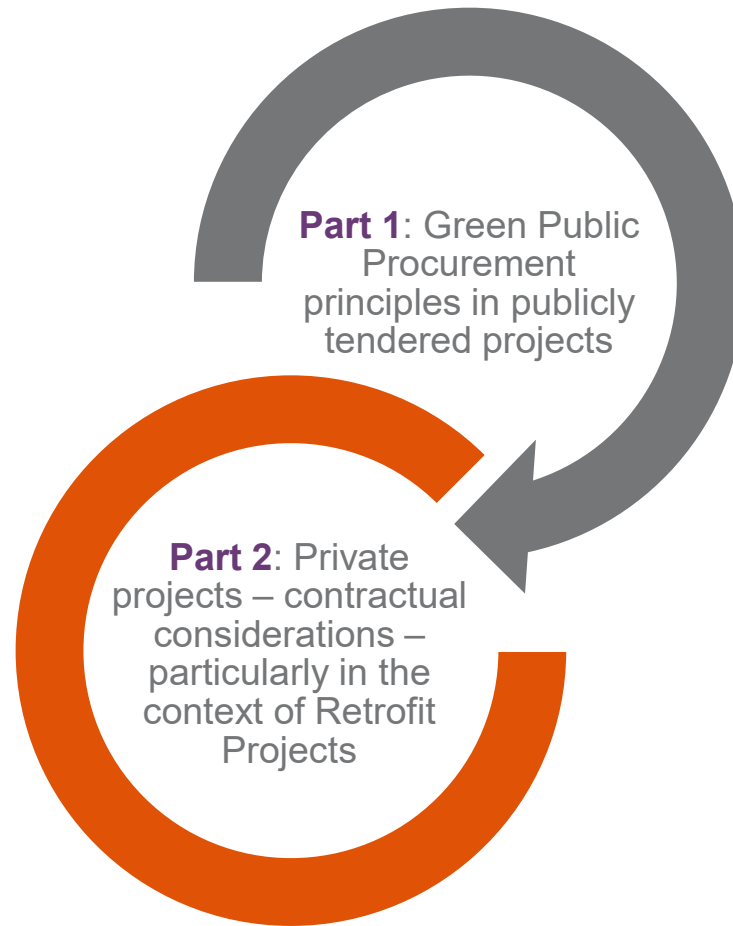 Part 1: Green Public
Procurement
principles in publicly
tendered projects
Part 2: Private
projects – contractual
considerations –
particularly in the
context of Retrofit
Projects